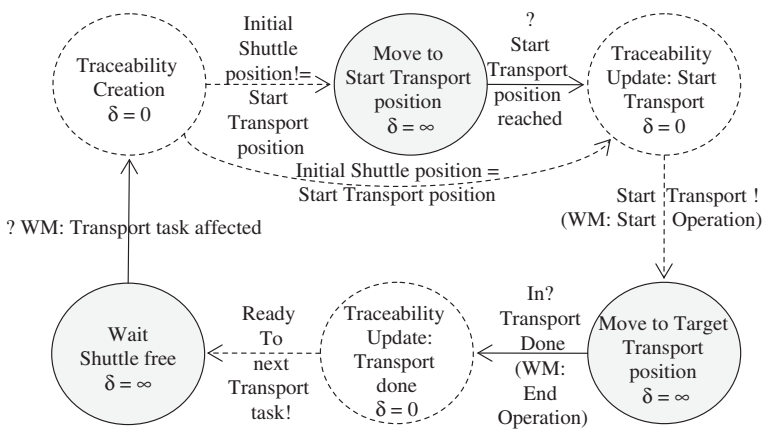 Traceability
Creation
δ = 0
Initial
Shuttle
position!=
Start
Transport
position
Move to
Start Transport
position
δ = ∞
?
Start
Transport
position
reached
Traceability
Update: Start
Transport
δ = 0
Initial Shuttle position =
Start Transport position
? WM: Transport task affected
Start Transport !
(WM: Start Operation)
Wait
Shuttle free
δ = ∞
Ready
To
next
Transport
task!
Traceability
Update:
Transport
done
δ = 0
In?
Transport
Done
(WM:
End
Operation)
Move to Target
Transport
position
δ = ∞